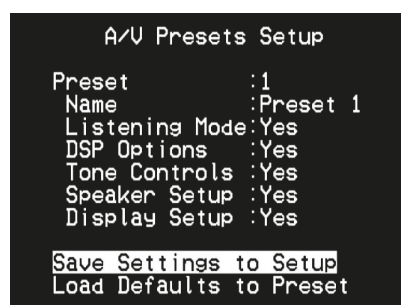 A/V Presets Setup
Preset :1
Name :Preset 1
Listening Mode:Yes
DSP Options :Yes
Tone Controls :Yes
Speaker Setup :Yes
Display Setup :Yes
Save Settings to Setup
Load Defaults to Preset